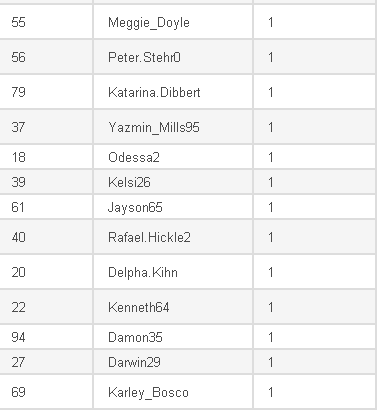 55 Meggie_Doyle 1
56 Peter.Stehr0 1
79 Katarina.Dibbert 1
37 Yazmin_Mills95 1
18 Odessa2 1
39 Kelsi26 1
61 Jayson65 1
40 Rafael.Hickle2 1
20 Delpha.Kihn 1
22 Kenneth64 1
94 Damon35 1
27 Darwin29 1
69 Karley_Bosco 1